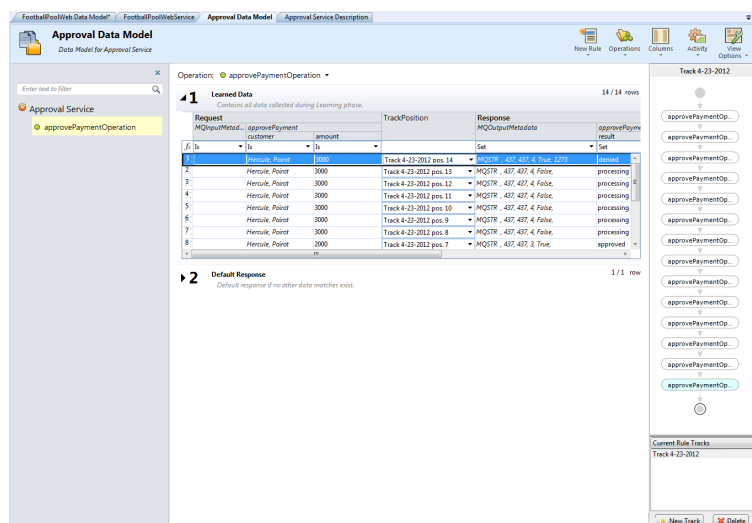 FootballPoolWeb Data Model* FootballPoolWebService Approval Data Model Approval Service Description
Approval Data Model
Data Model for Approval Service
New Rule Operations Columns Activity View Options
Enter text to filter
Approval Service
approvePaymentOperation
Operation: approvePaymentOperation
1 Learned Data 14 / 14 rows
Contains all data collected during Learning phase.
Request TrackPosition Response
MQInputMetad... approvePayment MQOutputMetadata approvePayme
customer amount result
fx Is Is Is Set Set
1 Hercule, Poirot 3000 Track 4-23-2012 pos. 14 MQSTR , 437, 437, 4, True, 1273 denied
2 Hercule, Poirot 3000 Track 4-23-2012 pos. 13 MQSTR , 437, 437, 4, False, processing
3 Hercule, Poirot 3000 Track 4-23-2012 pos. 12 MQSTR , 437, 437, 4, False, processing
4 Hercule, Poirot 3000 Track 4-23-2012 pos. 11 MQSTR , 437, 437, 4, False, processing
5 Hercule, Poirot 3000 Track 4-23-2012 pos. 10 MQSTR , 437, 437, 4, False, processing
6 Hercule, Poirot 3000 Track 4-23-2012 pos. 9 MQSTR , 437, 437, 4, False, processing
7 Hercule, Poirot 3000 Track 4-23-2012 pos. 8 MQSTR , 437, 437, 4, False, processing
8 Hercule, Poirot 2000 Track 4-23-2012 pos. 7 MQSTR , 437, 437, 3, True, approved
2 Default Response 1 / 1 row
Default response if no other data matches exist.
Track 4-23-2012
approvePaymentOp...
approvePaymentOp...
approvePaymentOp...
approvePaymentOp...
approvePaymentOp...
approvePaymentOp...
approvePaymentOp...
approvePaymentOp...
approvePaymentOp...
approvePaymentOp...
approvePaymentOp...
approvePaymentOp...
approvePaymentOp...
approvePaymentOp...
Current Rule Tracks
Track 4-23-2012
New Track Delete